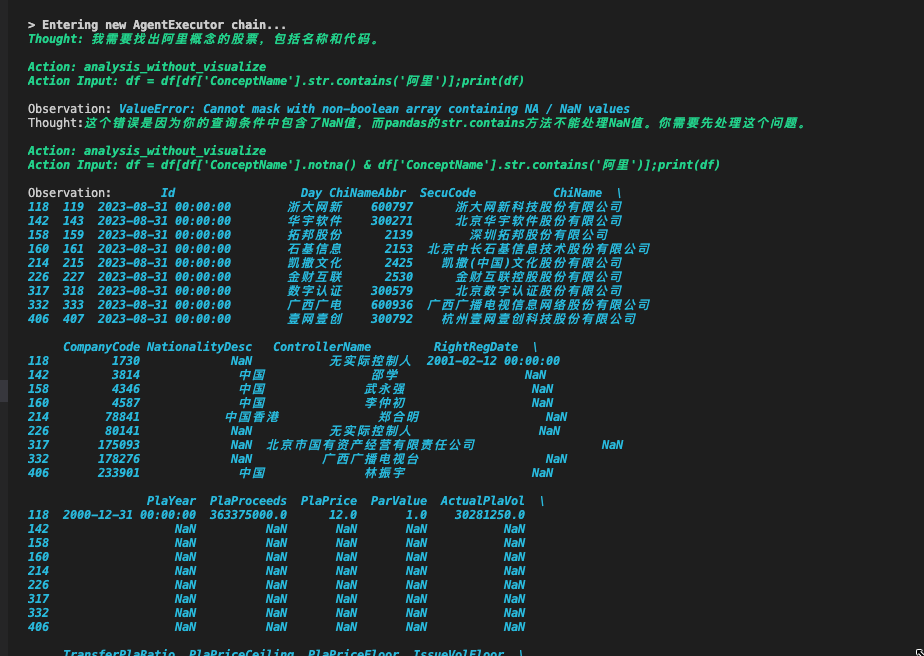 > Entering new AgentExecutor chain...
Thought: 我需要找出阿里概念的股票，包括名称和代码。
Action: analysis_without_visualize
Action Input: df = df[df['ConceptName'].str.contains('阿里')];print(df)
Observation: ValueError: Cannot mask with non-boolean array containing NA / NaN values
Thought:这个错误是因为你的查询条件中包含了NaN值，而pandas的str.contains方法不能处理NaN值。你需要先处理这个问题。
Action: analysis_without_visualize
Action Input: df = df[df['ConceptName'].notna() & df['ConceptName'].str.contains('阿里')];print(df)
Observation: Id Day ChiNameAbbr SecuCode ChiName \
118 119 2023-08-31 00:00:00 浙大网新 600797 浙大网新科技股份有限公司
142 143 2023-08-31 00:00:00 华宇软件 300271 北京华宇软件股份有限公司
158 159 2023-08-31 00:00:00 拓邦股份 2139 深圳拓邦股份有限公司
160 161 2023-08-31 00:00:00 石基信息 2153 北京中长石基信息技术股份有限公司
214 215 2023-08-31 00:00:00 凯撒文化 2425 凯撒(中国)文化股份有限公司
226 227 2023-08-31 00:00:00 金财互联 2530 金财互联控股股份有限公司
317 318 2023-08-31 00:00:00 数字认证 300579 北京数字认证股份有限公司
332 333 2023-08-31 00:00:00 广西广电 600936 广西广播电视信息网络股份有限公司
406 407 2023-08-31 00:00:00 壹网壹创 300792 杭州壹网壹创科技股份有限公司
CompanyCode NationalityDesc ControllerName RightRegDate \
118 1730 NaN 无实际控制人 2001-02-12 00:00:00
142 3814 中国 邵学 NaN
158 4346 中国 武永强 NaN
160 4587 中国 李仲初 NaN
214 78841 中国香港 郑合明 NaN
226 80141 NaN 无实际控制人 NaN
317 175093 NaN 北京市国有资产经营有限责任公司 NaN
332 178276 NaN 广西广播电视台 NaN
406 233901 中国 林振宇 NaN
PlaYear PlaProceeds PlaPrice ParValue ActualPlaVol \
118 2000-12-31 00:00:00 363375000.0 12.0 1.0 30281250.0
142 NaN NaN NaN NaN NaN
158 NaN NaN NaN NaN NaN
160 NaN NaN NaN NaN NaN
214 NaN NaN NaN NaN NaN
226 NaN NaN NaN NaN NaN
317 NaN NaN NaN NaN NaN
332 NaN NaN NaN NaN NaN
406 NaN NaN NaN NaN NaN
TransferPlaRatio PlaPriceCeiling PlaPriceFloor IssueVolFloor \